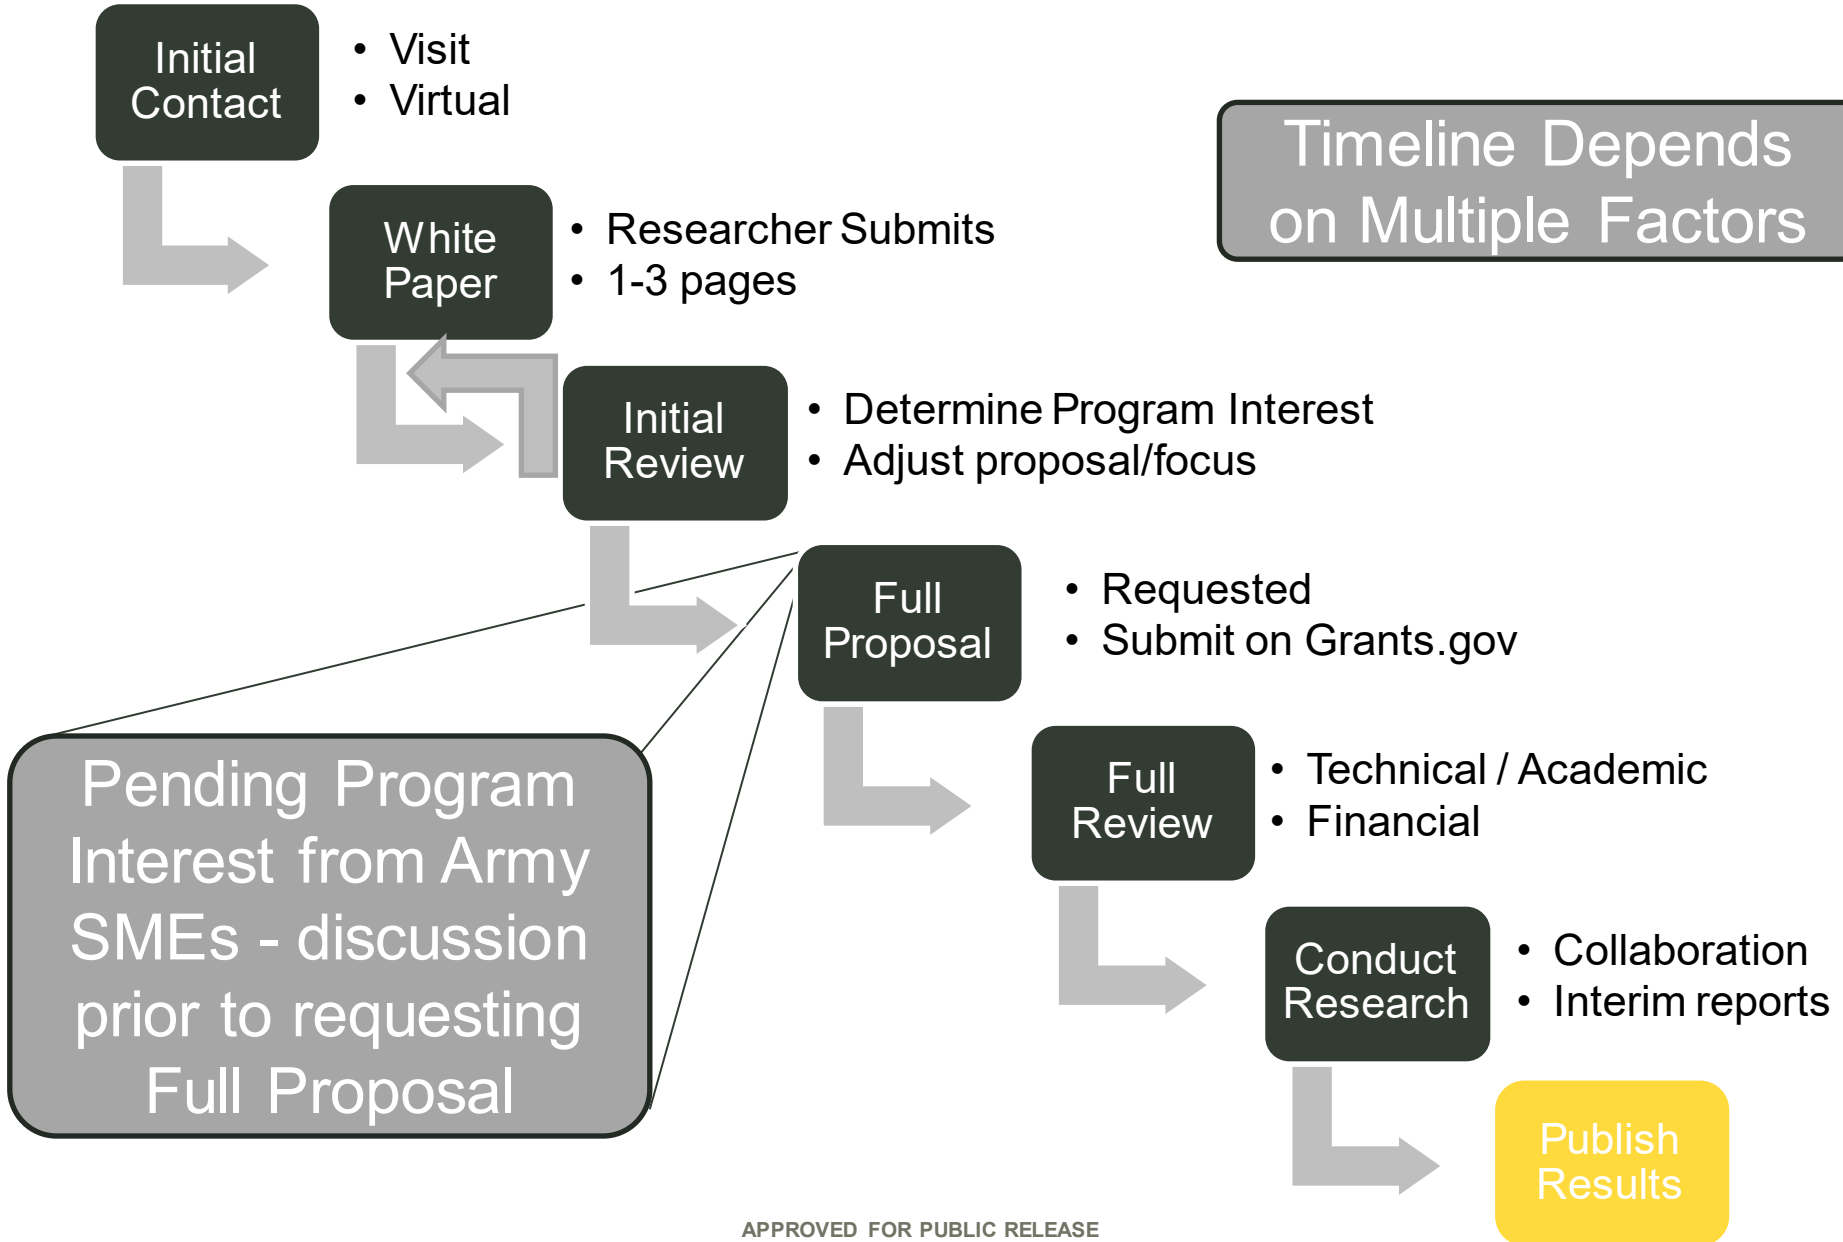 Initial
Contact
• Visit
• Virtual
Timeline Depends
on Multiple Factors
White
Paper
• Researcher Submits
• 1-3 pages
Initial
Review
• Determine Program Interest
• Adjust proposal/focus
Full
Proposal
• Requested
• Submit on Grants.gov
Pending Program
Interest from Army
SMEs - discussion
prior to requesting
Full Proposal
Full
Review
• Technical / Academic
• Financial
Conduct
Research
• Collaboration
• Interim reports
Publish
Results
APPROVED FOR PUBLIC RELEASE